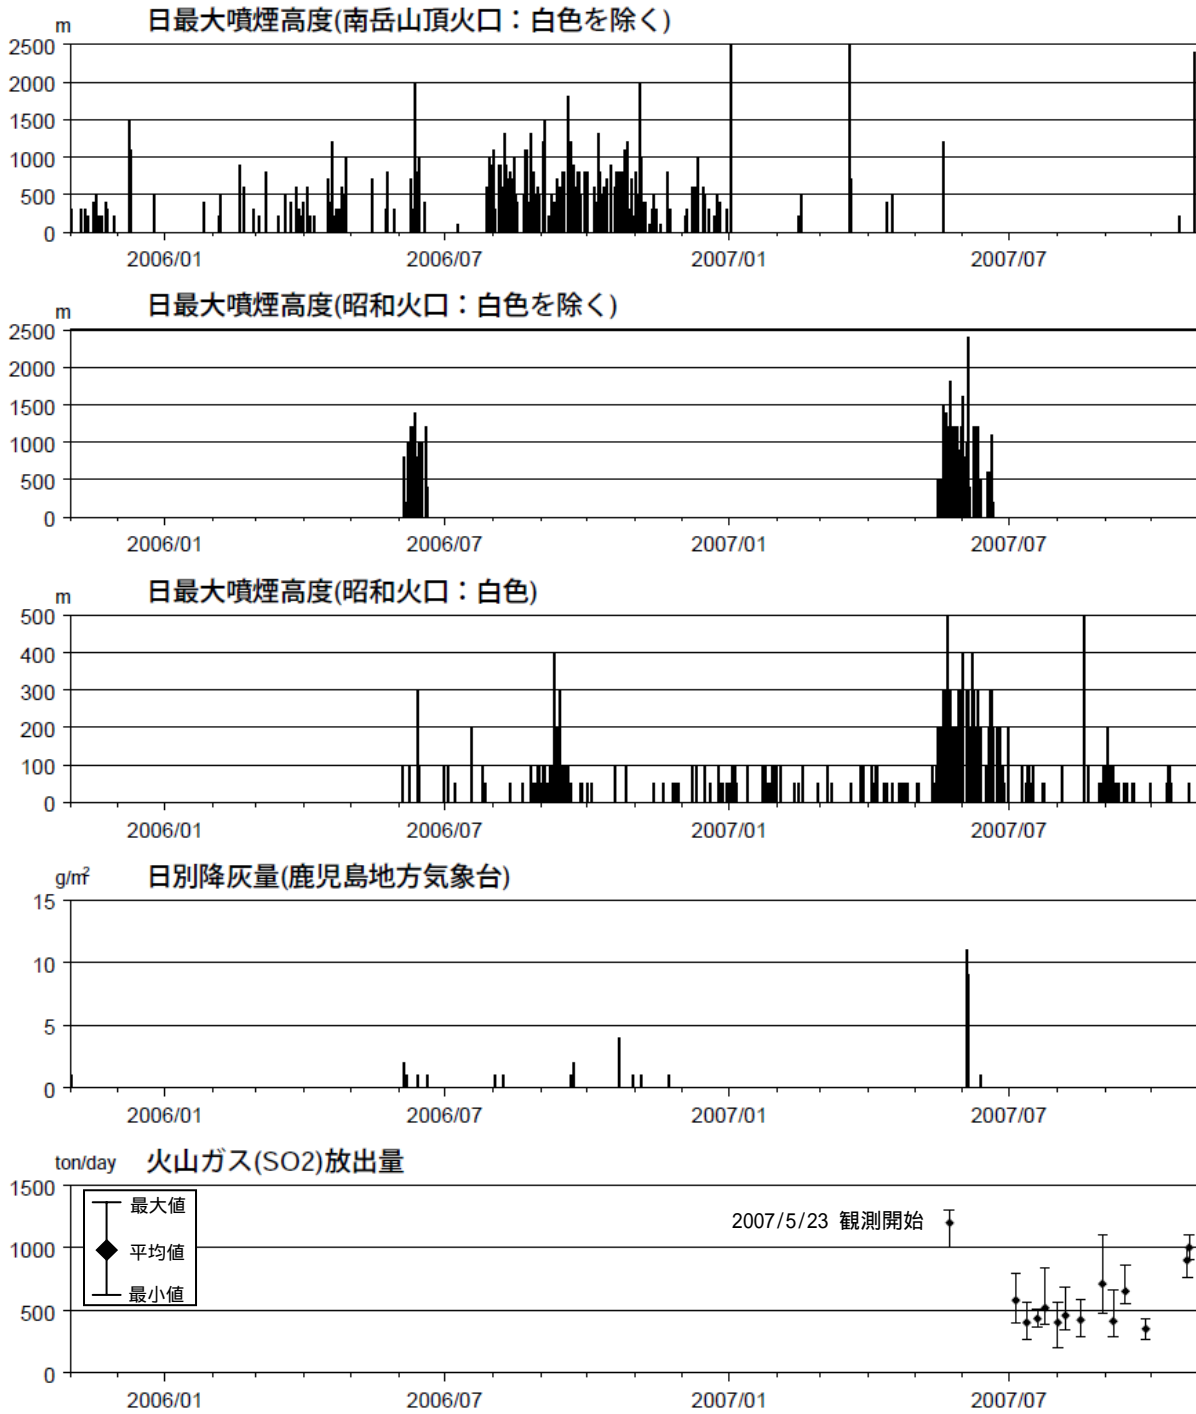 m 日最大噴煙高度(南岳山頂火口：白色を除く)
2500
2000
1500
1000
500
0
2006/01 2006/07 2007/01 2007/07
m 日最大噴煙高度(昭和火口：白色を除く)
2500
2000
1500
1000
500
0
2006/01 2006/07 2007/01 2007/07
m 日最大噴煙高度(昭和火口：白色)
500
400
300
200
100
0
2006/01 2006/07 2007/01 2007/07
g/㎡ 日別降灰量(鹿児島地方気象台)
15
10
5
0
2006/01 2006/07 2007/01 2007/07
ton/day 火山ガス(SO2)放出量
1500
最大値
2007/5/23 観測開始
1000
平均値
最小値
500
0
2006/01 2006/07 2007/01 2007/07